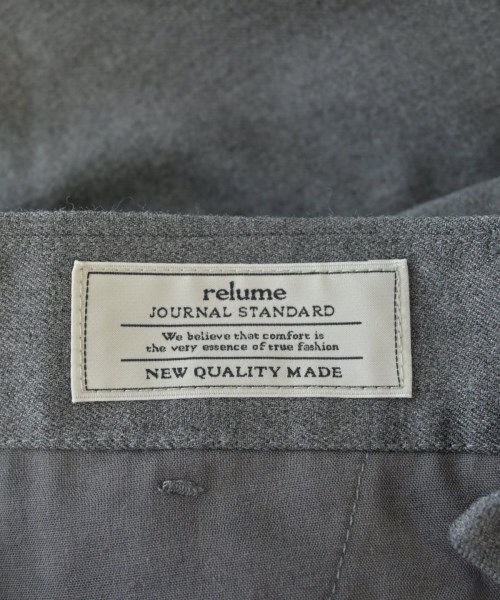 relume
JOURNAL STANDARD
We believe that comfort is
the very essence of true fashion
NEW QUALITY MADE